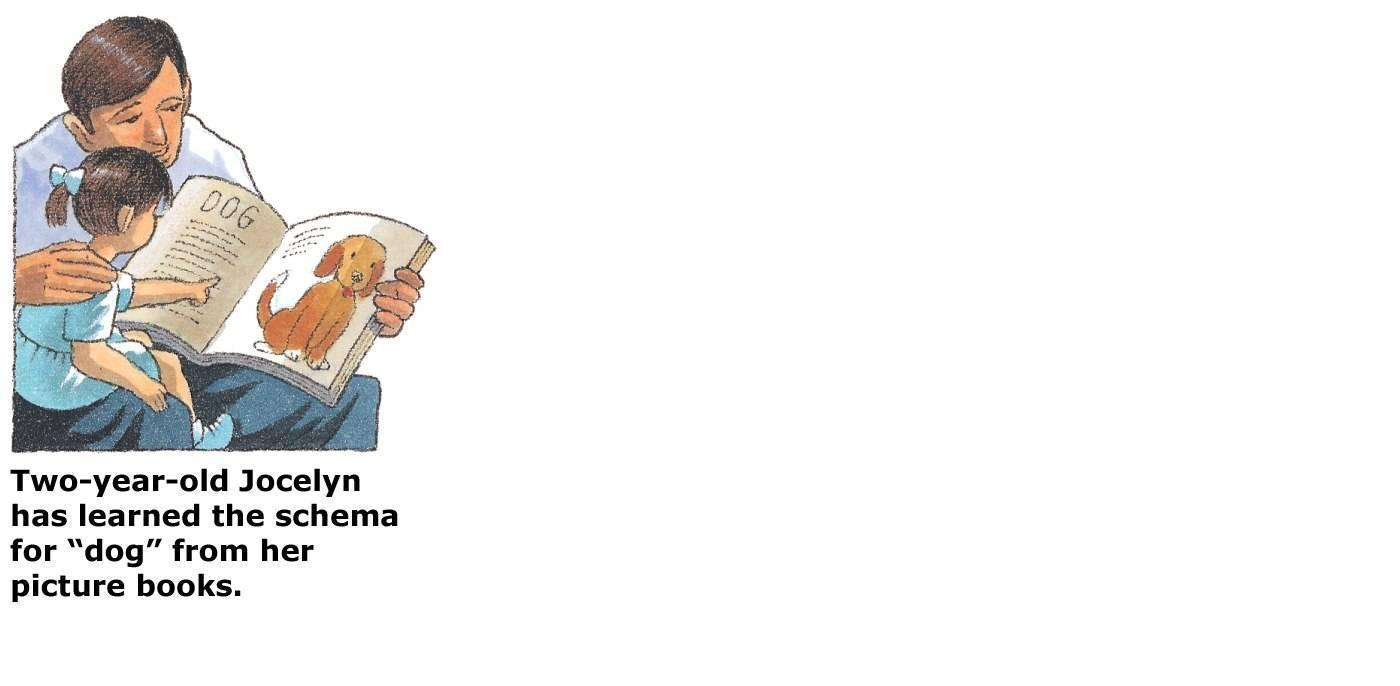 DOG
Two-year-old Jocelyn
has learned the schema
for “dog” from her
picture books.